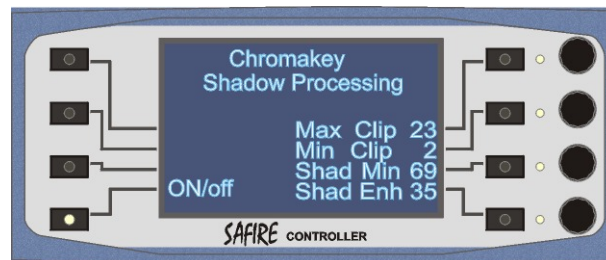 Chromakey
Shadow Processing
Max Clip 23
Min Clip 2
Shad Min 69
ON/off Shad Enh 35
SAFIRE CONTROLLER